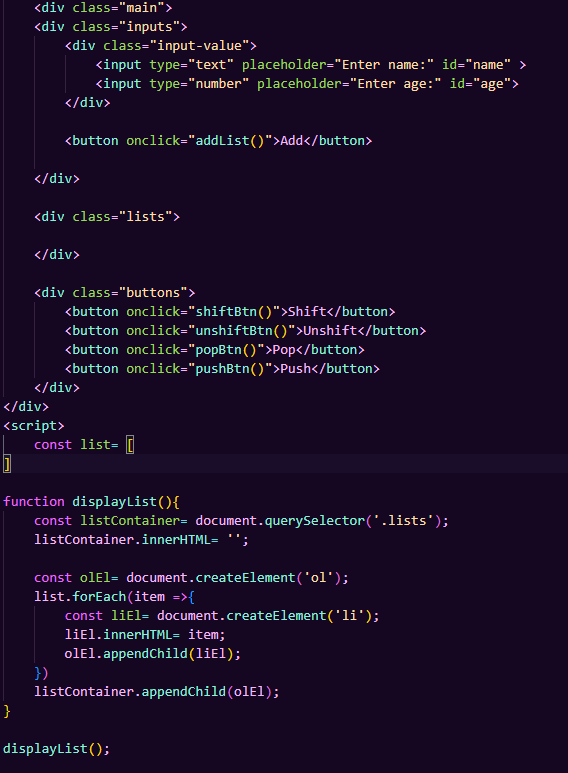 <div class="main">
<div class="inputs">
<div class="input-value">
<input type="text" placeholder="Enter name:" id="name" >
<input type="number" placeholder="Enter age:" id="age">
</div>
<button onclick="addList()">Add</button>
</div>
<div class="lists">
</div>
<div class="buttons">
<button onclick="shiftBtn()">Shift</button>
<button onclick="unshiftBtn()">Unshift</button>
<button onclick="popBtn()">Pop</button>
<button onclick="pushBtn()">Push</button>
</div>
</div>
<script>
const list= [
]
function displayList(){
const listContainer= document.querySelector('.lists');
listContainer.innerHTML= '';
const olEl= document.createElement('ol');
list.forEach(item =>{
const liEl= document.createElement('li');
liEl.innerHTML= item;
olEl.appendChild(liEl);
})
listContainer.appendChild(olEl);
}
displayList();